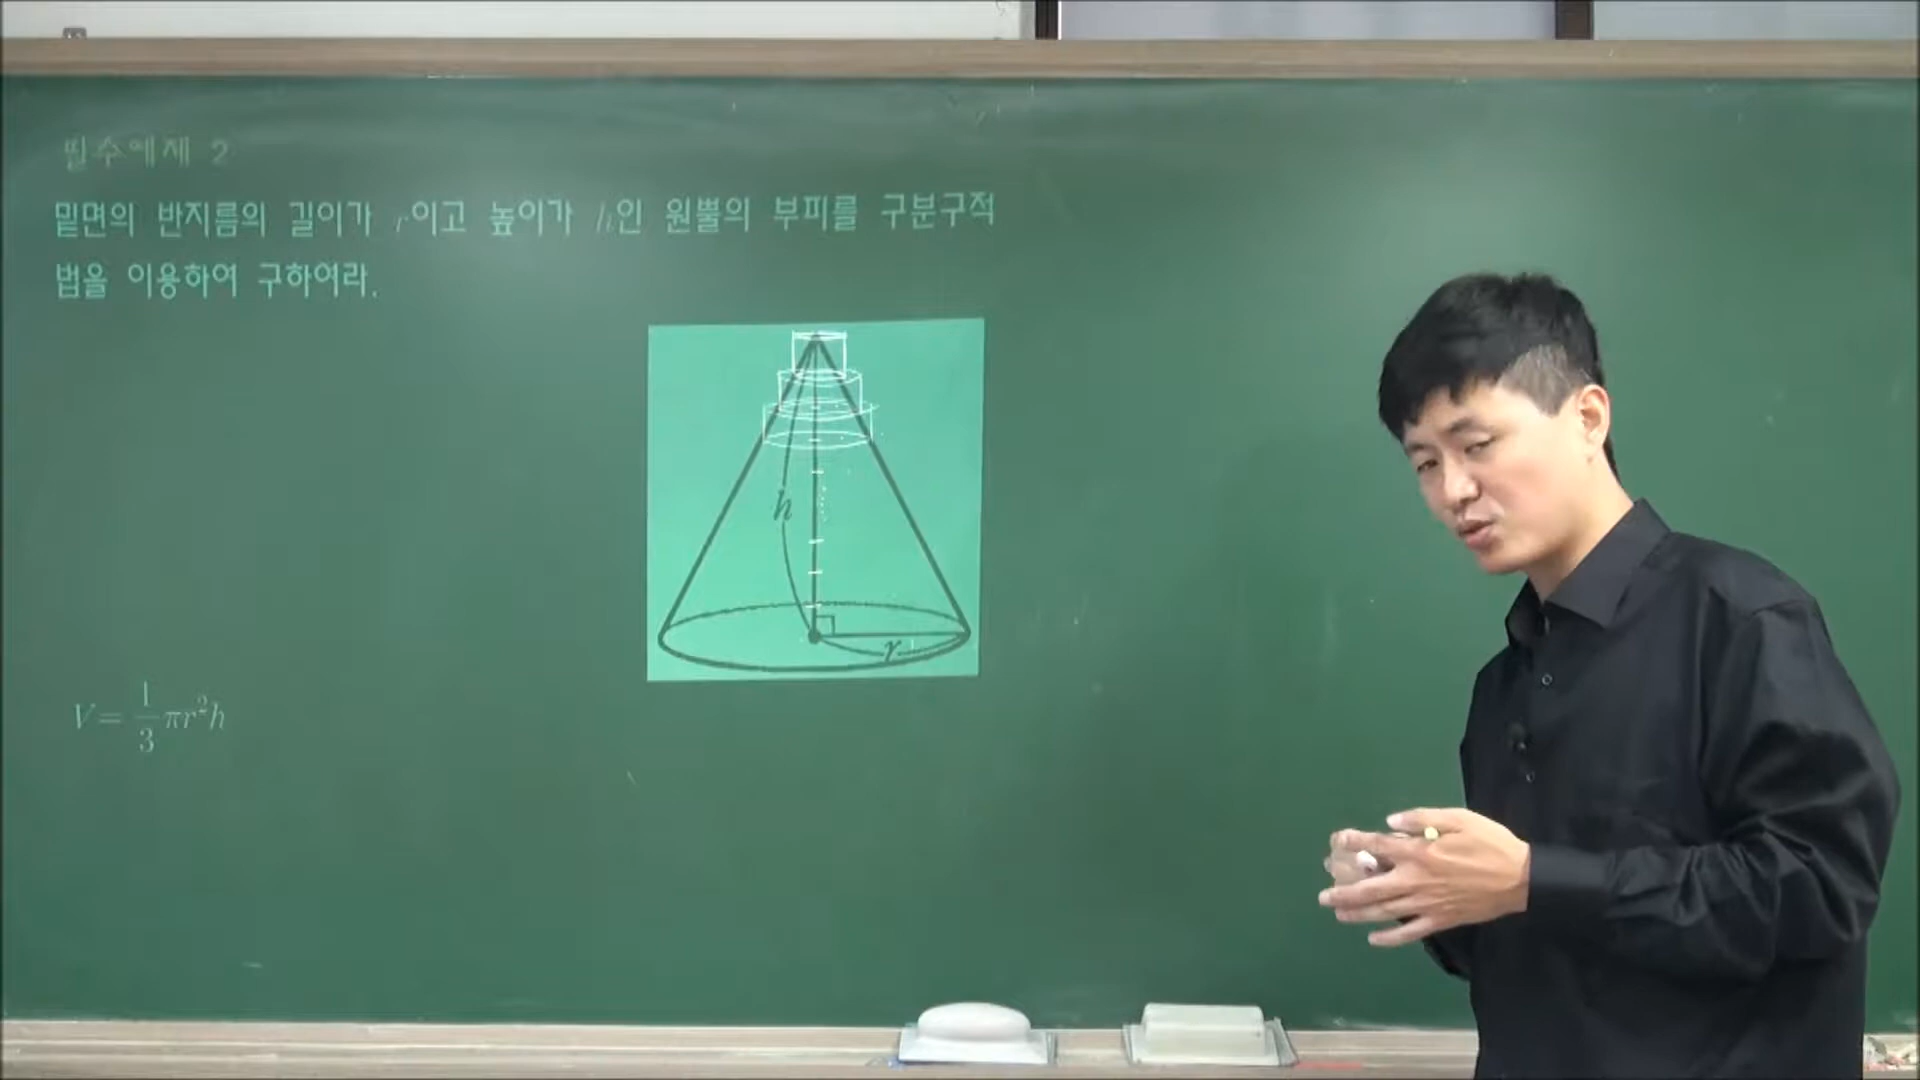 필수예제 2
밑면의 반지름의 길이가 r이고 높이가 h인 원뿔의 부피를 구분구적
법을 이용하여 구하여라.
h
r
V = \frac{1}{3}πr²h